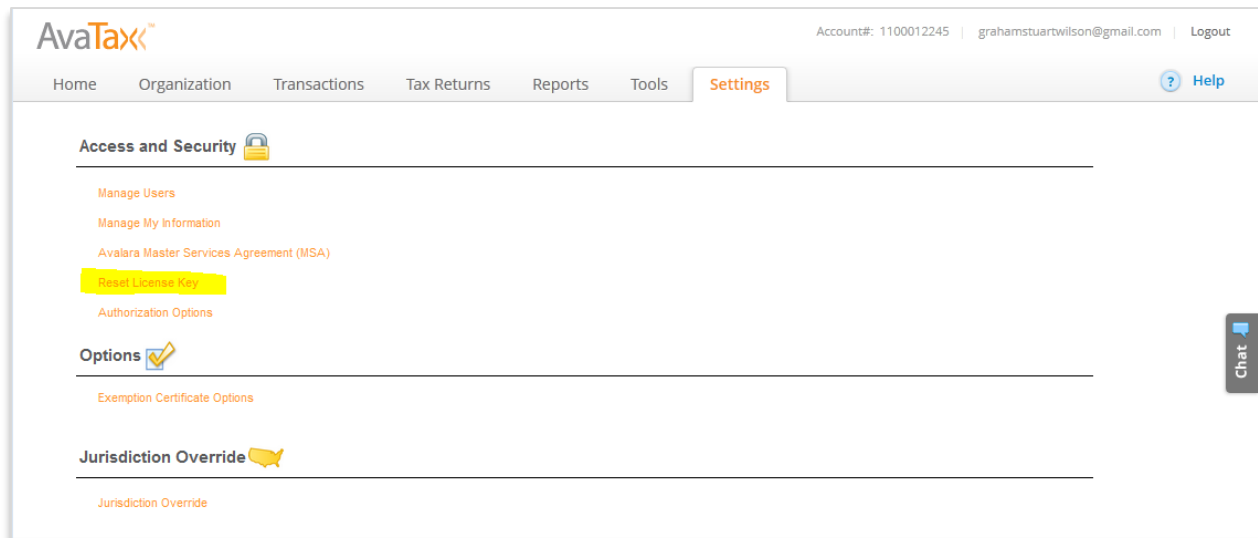 AvaTax™
Account#: 1100012245 | grahamstuartwilson@gmail.com | Logout
Home Organization Transactions Tax Returns Reports Tools Settings ? Help
Access and Security
Manage Users
Manage My Information
Avalara Master Services Agreement (MSA)
Reset License Key
Authorization Options
Options
Exemption Certificate Options
Jurisdiction Override
Jurisdiction Override
Chat